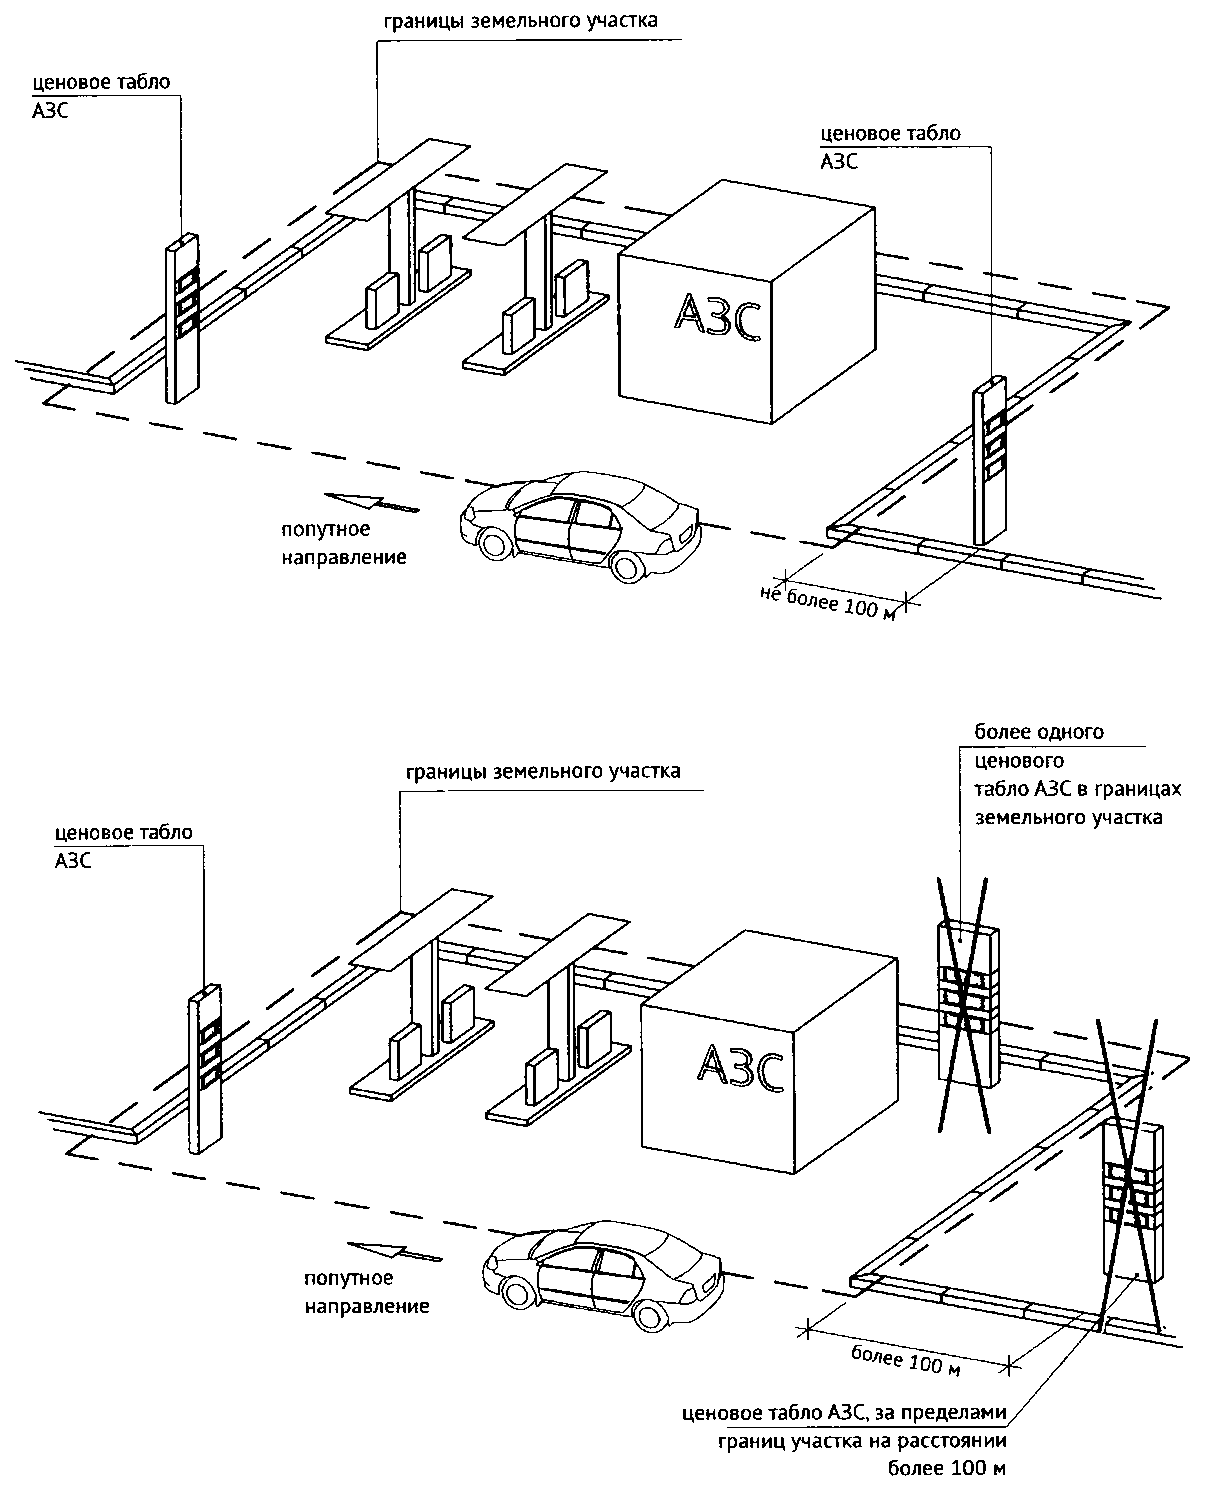 границы земельного участка
ценовое табло
АЗС
ценовое табло
АЗС
АЗС
попутное
направление
не более 100 м
более одного
ценового
табло АЗС в границах
земельного участка
границы земельного участка
ценовое табло
АЗС
АЗС
попутное
направление
более 100 м
ценовое табло АЗС, за пределами
границ участка на расстоянии
более 100 м